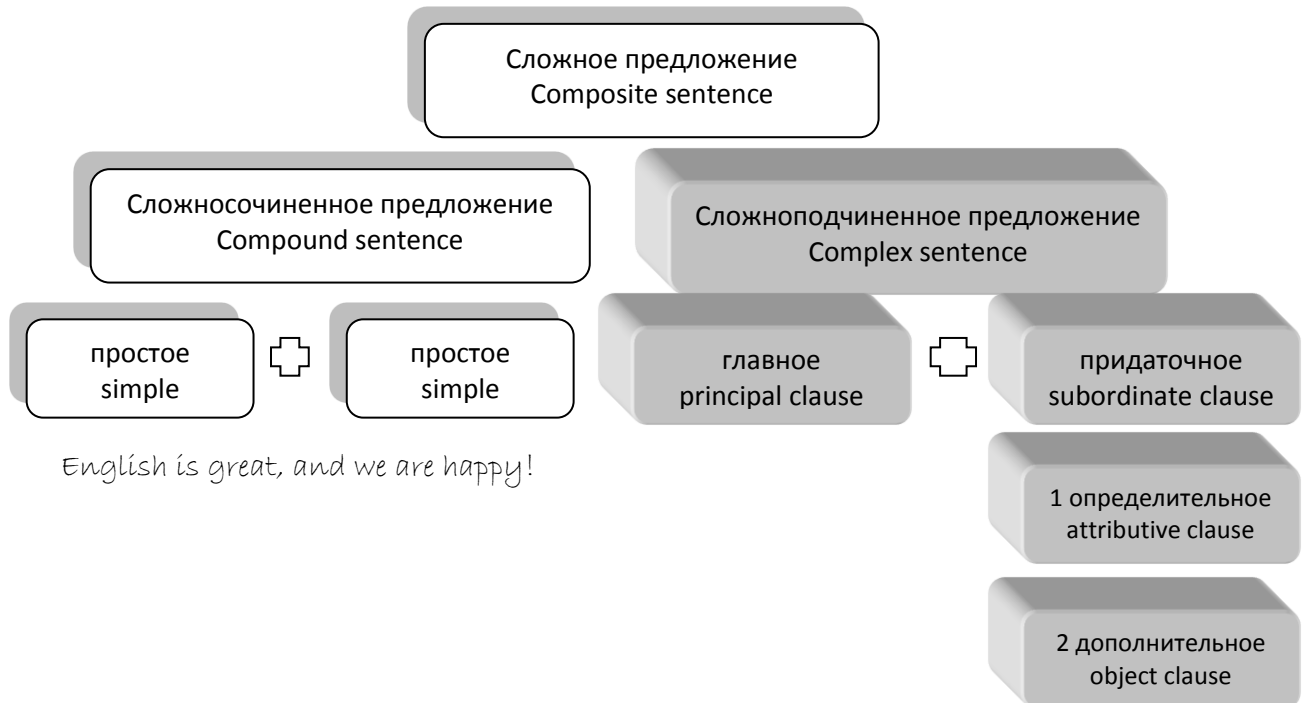 Сложное предложение
Composite sentence
Сложносочиненное предложение
Compound sentence
Сложноподчиненное предложение
Complex sentence
простое
simple
простое
simple
главное
principal clause
придаточное
subordinate clause
English is great, and we are happy!
1 определительное
attributive clause
2 дополнительное
object clause